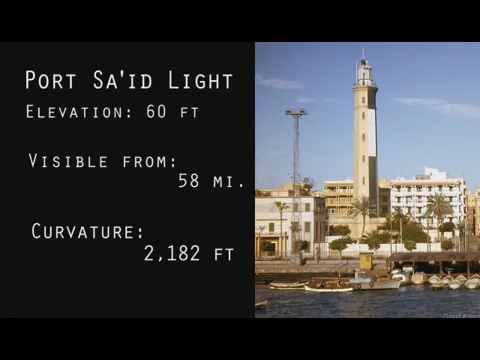 PORT SA'ID LIGHT
ELEVATION: 60 FT
VISIBLE FROM:
58 MI.
CURVATURE:
2,182 FT